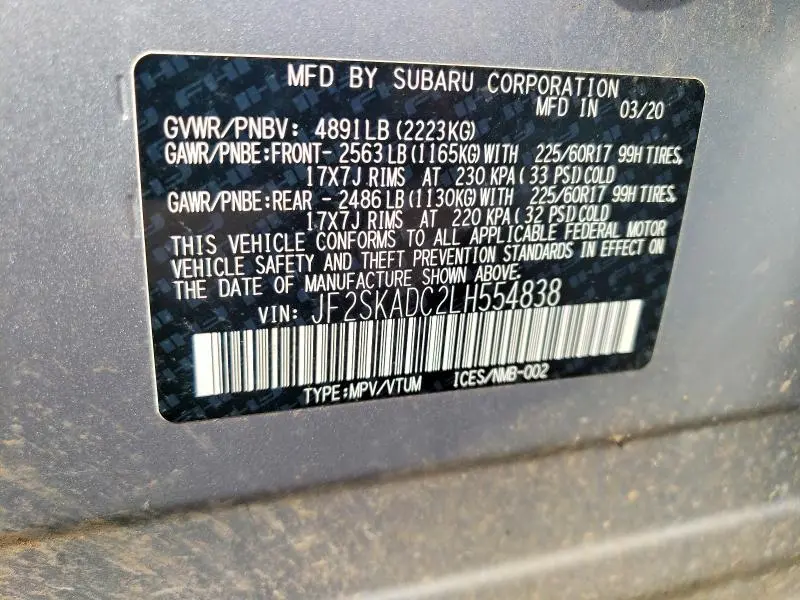 MFD BY SUBARU CORPORATION
MFD IN 03/20
GVWR/PNBV: 4891LB (2223KG)
GAWR/PNBE:FRONT- 2563LB (1165KG) WITH 225/60R17 99H TIRES,
17X7J RIMS AT 230 KPA ( 33 PSI) COLD
GAWR/PNBE:REAR - 2486LB (1130KG) WITH 225/60R17 99H TIRES,
17X7J RIMS AT 220 KPA ( 32 PSI) COLD
THIS VEHICLE CONFORMS TO ALL APPLICABLE FEDERAL MOTOR
VEHICLE SAFETY AND THEFT PREVENTION STANDARDS IN EFFECT ON
THE DATE OF MANUFACTURE SHOWN ABOVE.
VIN: JF2SKADC2LH554838
TYPE:MPV/VTUM ICES/NMB-002